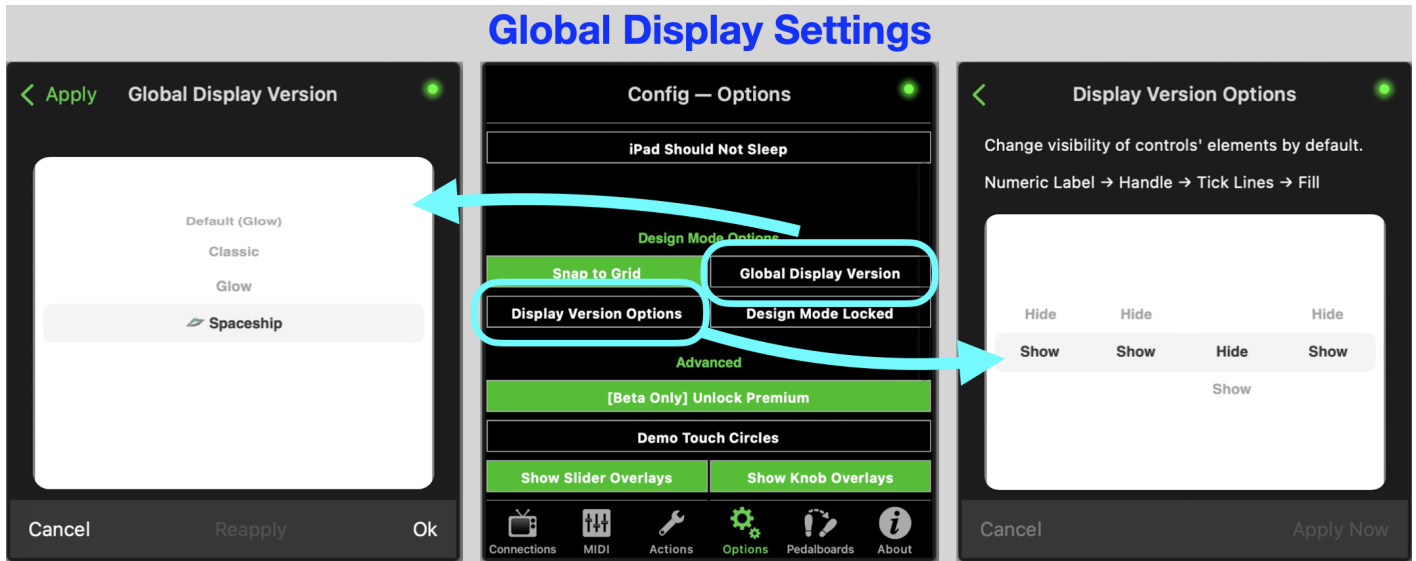 Global Display Settings
Apply
Global Display Version
Default (Glow)
Classic
Glow
Spaceship
Cancel
Reapply
Ok
Config — Options
iPad Should Not Sleep
Design Mode Options
Snap to Grid
Global Display Version
Display Version Options
Design Mode Locked
Advanced
[Beta Only] Unlock Premium
Demo Touch Circles
Show Slider Overlays
Show Knob Overlays
Connections
MIDI
Actions
Options
Pedalboards
About
Display Version Options
Change visibility of controls' elements by default.
Numeric Label → Handle → Tick Lines → Fill
Hide Hide Hide
Show Show Hide Show
Show
Cancel
Apply Now